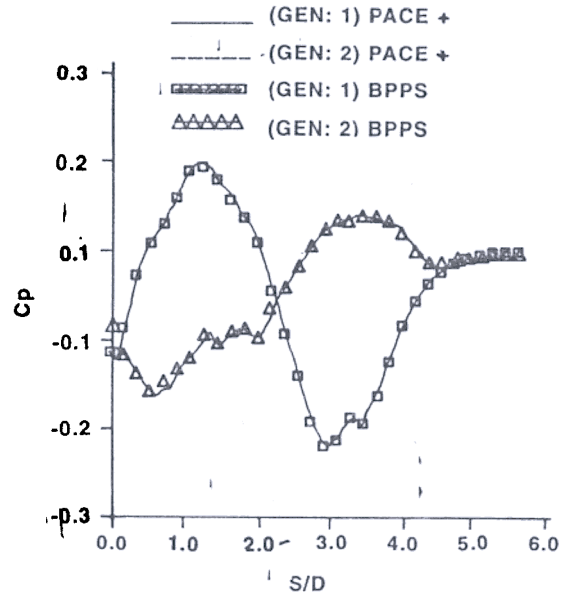 (GEN: 1) PACE +
(GEN: 2) PACE +
(GEN: 1) BPPS
(GEN: 2) BPPS
0.3
0.2
0.1
-0.1
-0.2
-0.3
Cp
0.0 1.0 2.0 3.0 4.0 5.0 6.0
S/D